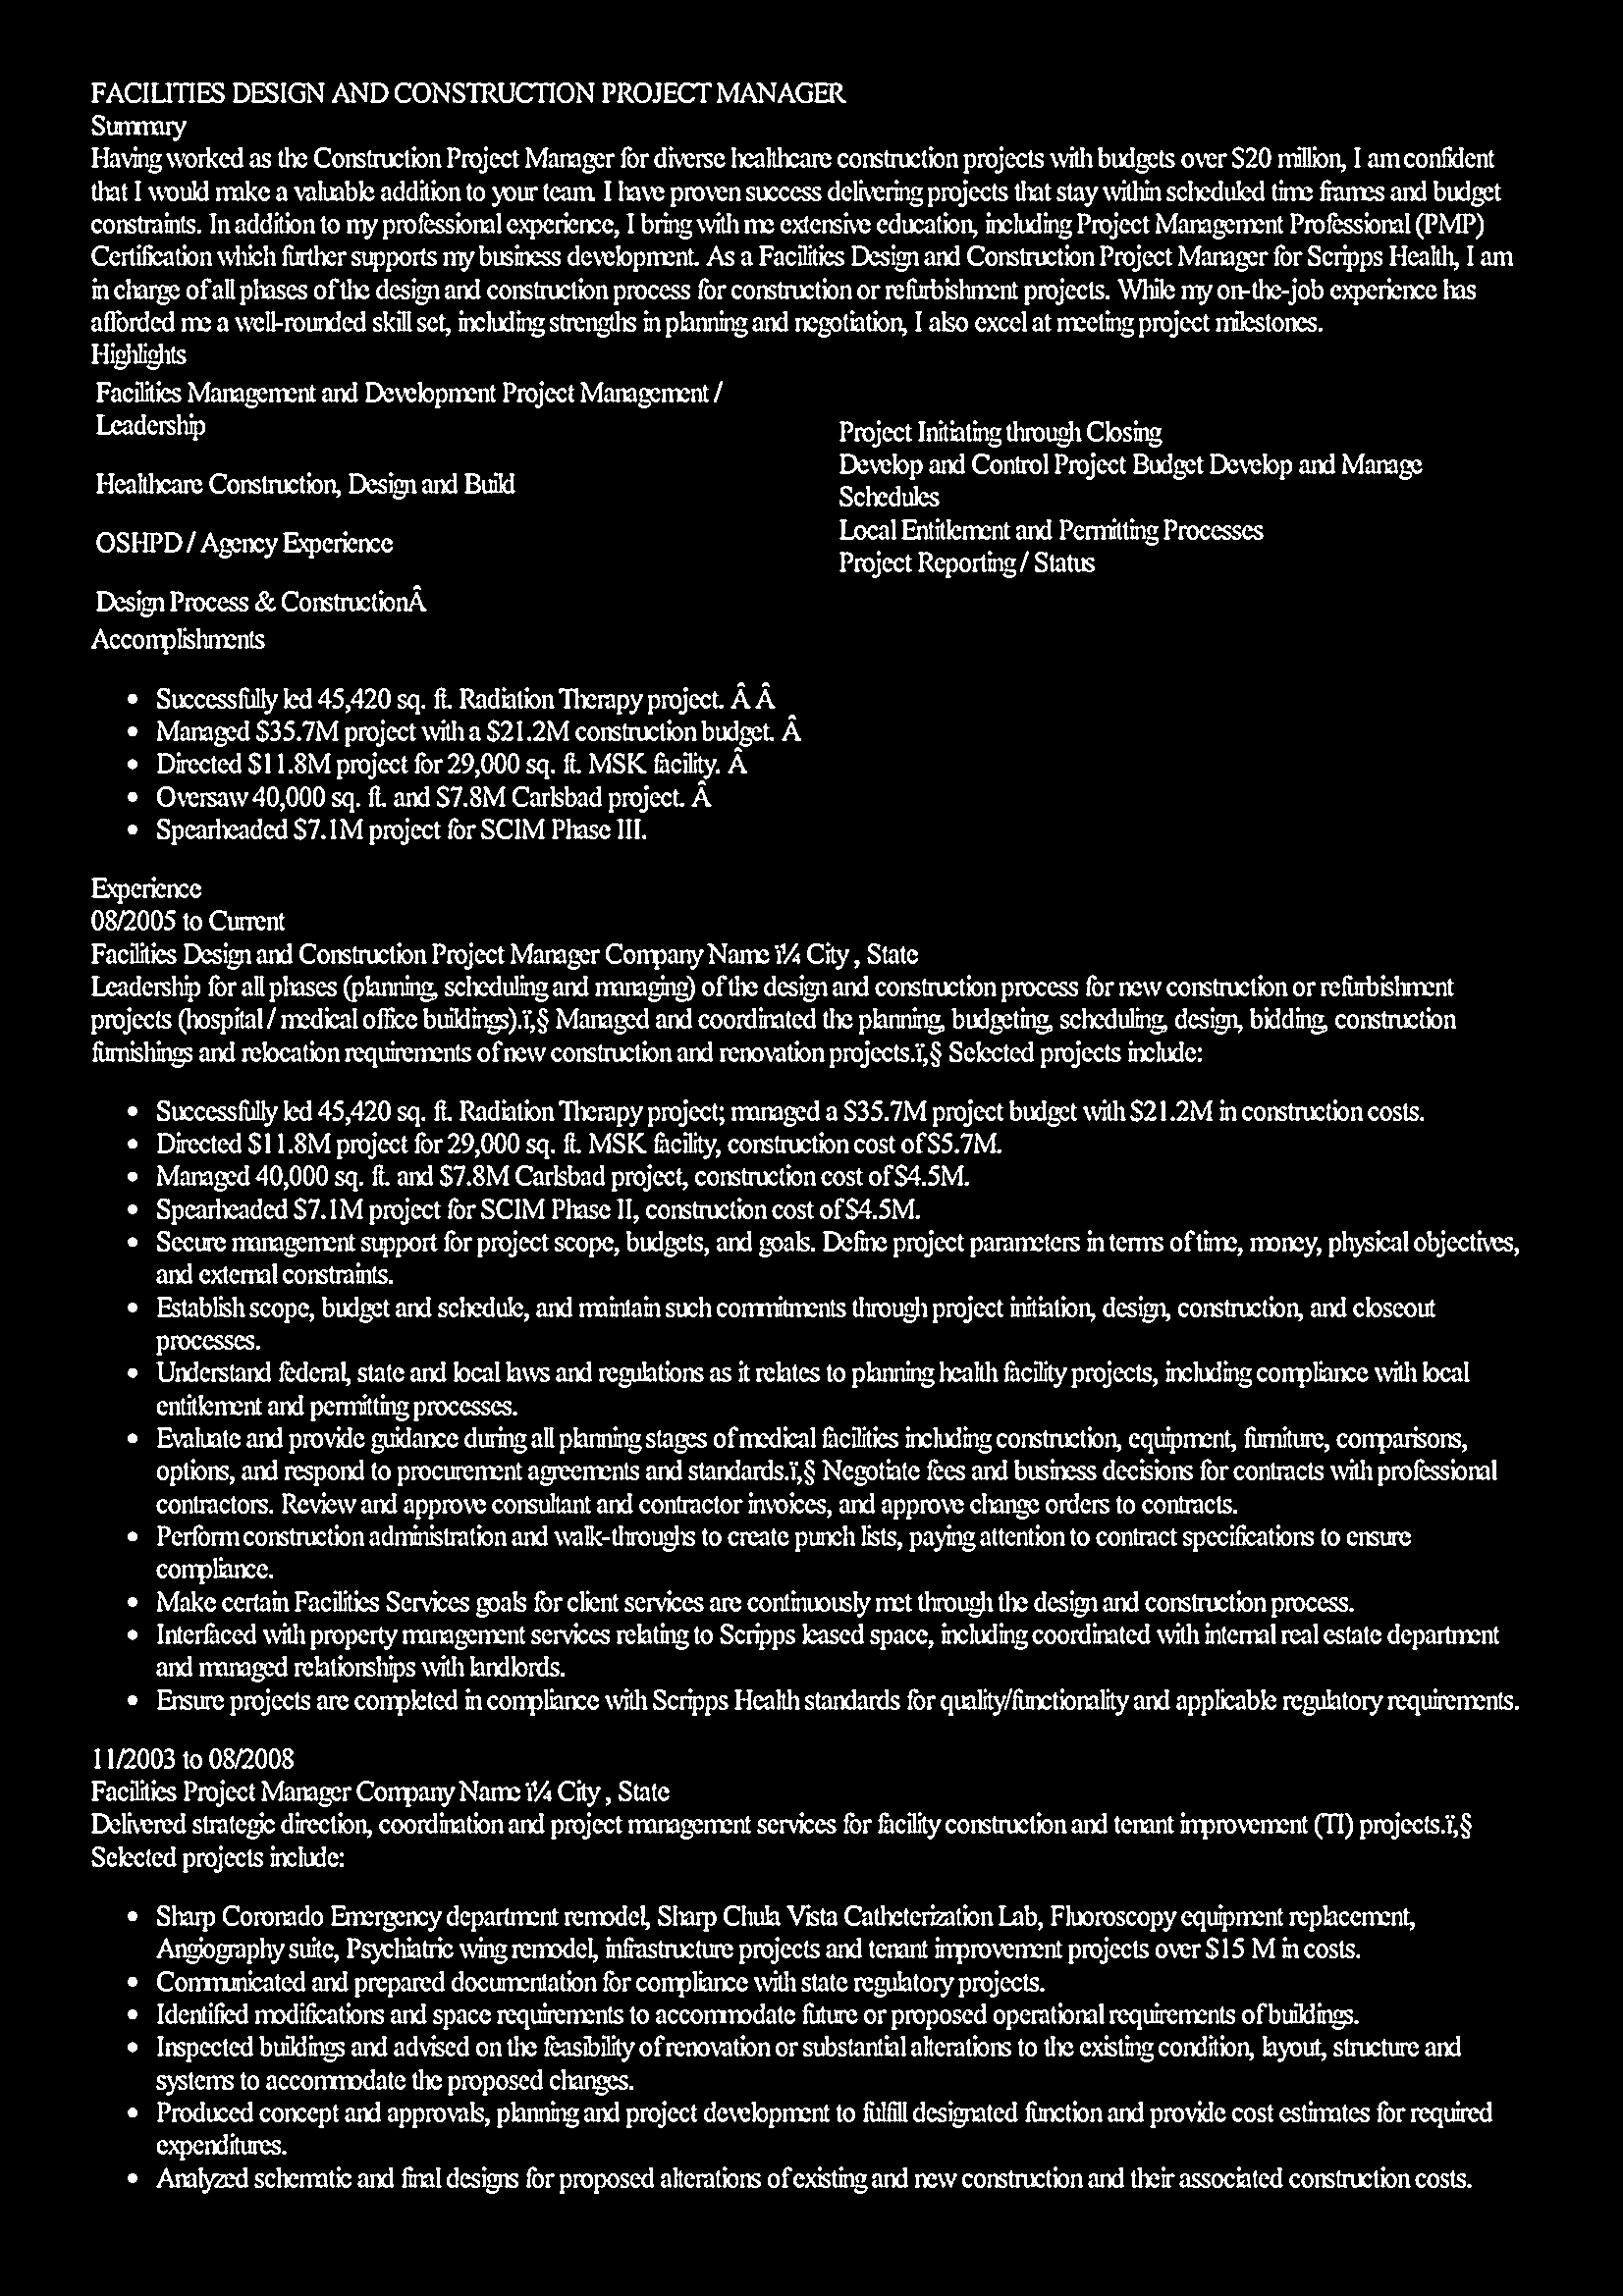 FACILITIES DESIGN AND CONSTRUCTION PROJECT MANAGER
Summary
Having worked as the Construction Project Manager for diverse healthcare construction projects with budgets over $20 million, I am confident
that I would make a valuable addition to your team. I have proven success delivering projects that stay within scheduled time frames and budget
constraints. In addition to my professional experience, I bring with me extensive education, including Project Management Professional (PMP)
Certification which further supports my business development. As a Facilities Design and Construction Project Manager for Scripps Health, I am
in charge of all phases of the design and construction process for construction or refurbishment projects. While my on-the-job experience has
afforded me a well-rounded skill set, including strengths in planning and negotiation, I also excel at meeting project milestones.
Highlights
Facilities Management and Development Project Management /
Leadership
Healthcare Construction, Design and Build
OSHPD / Agency Experience
Design Process & ConstructionÂ
Project Initiating through Closing
Develop and Control Project Budget Develop and Manage
Schedules
Local Entitlement and Permitting Processes
Project Reporting / Status
Accomplishments
• Successfully led 45,420 sq. ft. Radiation Therapy project. Â Â
• Managed $35.7M project with a $21.2M construction budget. Â
• Directed $11.8M project for 29,000 sq. ft. MSK facility. Â
• Oversaw 40,000 sq. ft. and $7.8M Carlsbad project. Â
• Spearheaded $7.1M project for SCIM Phase III.
Experience
08/2005 to Current
Facilities Design and Construction Project Manager Company Name ï¼ City , State
Leadership for all phases (planning, scheduling and managing) of the design and construction process for new construction or refurbishment
projects (hospital / medical office buildings).ï‚§ Managed and coordinated the planning, budgeting, scheduling, design, bidding, construction
furnishings and relocation requirements of new construction and renovation projects.ï‚§ Selected projects include:
• Successfully led 45,420 sq. ft. Radiation Therapy project; managed a $35.7M project budget with $21.2M in construction costs.
• Directed $11.8M project for 29,000 sq. ft. MSK facility, construction cost of $5.7M.
• Managed 40,000 sq. ft. and $7.8M Carlsbad project, construction cost of $4.5M.
• Spearheaded $7.1M project for SCIM Phase II, construction cost of $4.5M.
• Secure management support for project scope, budgets, and goals. Define project parameters in terms of time, money, physical objectives,
and external constraints.
• Establish scope, budget and schedule, and maintain such commitments through project initiation, design, construction, and closeout
processes.
• Understand federal, state and local laws and regulations as it relates to planning health facility projects, including compliance with local
entitlement and permitting processes.
• Evaluate and provide guidance during all planning stages of medical facilities including construction, equipment, furniture, comparisons,
options, and respond to procurement agreements and standards.ï‚§ Negotiate fees and business decisions for contracts with professional
contractors. Review and approve consultant and contractor invoices, and approve change orders to contracts.
• Perform construction administration and walk-throughs to create punch lists, paying attention to contract specifications to ensure
compliance.
• Make certain Facilities Services goals for client services are continuously met through the design and construction process.
• Interfaced with property management services relating to Scripps leased space, including coordinated with internal real estate department
and managed relationships with landlords.
• Ensure projects are completed in compliance with Scripps Health standards for quality/functionality and applicable regulatory requirements.
11/2003 to 08/2008
Facilities Project Manager Company Name ï¼ City , State
Delivered strategic direction, coordination and project management services for facility construction and tenant improvement (TI) projects.ï‚§
Selected projects include:
• Sharp Coronado Emergency department remodel, Sharp Chula Vista Catheterization Lab, Fluoroscopy equipment replacement,
Angiography suite, Psychiatric wing remodel, infrastructure projects and tenant improvement projects over $15 M in costs.
• Communicated and prepared documentation for compliance with state regulatory projects.
• Identified modifications and space requirements to accommodate future or proposed operational requirements of buildings.
• Inspected buildings and advised on the feasibility of renovation or substantial alterations to the existing condition, layout, structure and
systems to accommodate the proposed changes.
• Produced concept and approvals, planning and project development to fulfill designated function and provide cost estimates for required
expenditures.
• Analyzed schematic and final designs for proposed alterations of existing and new construction and their associated construction costs.